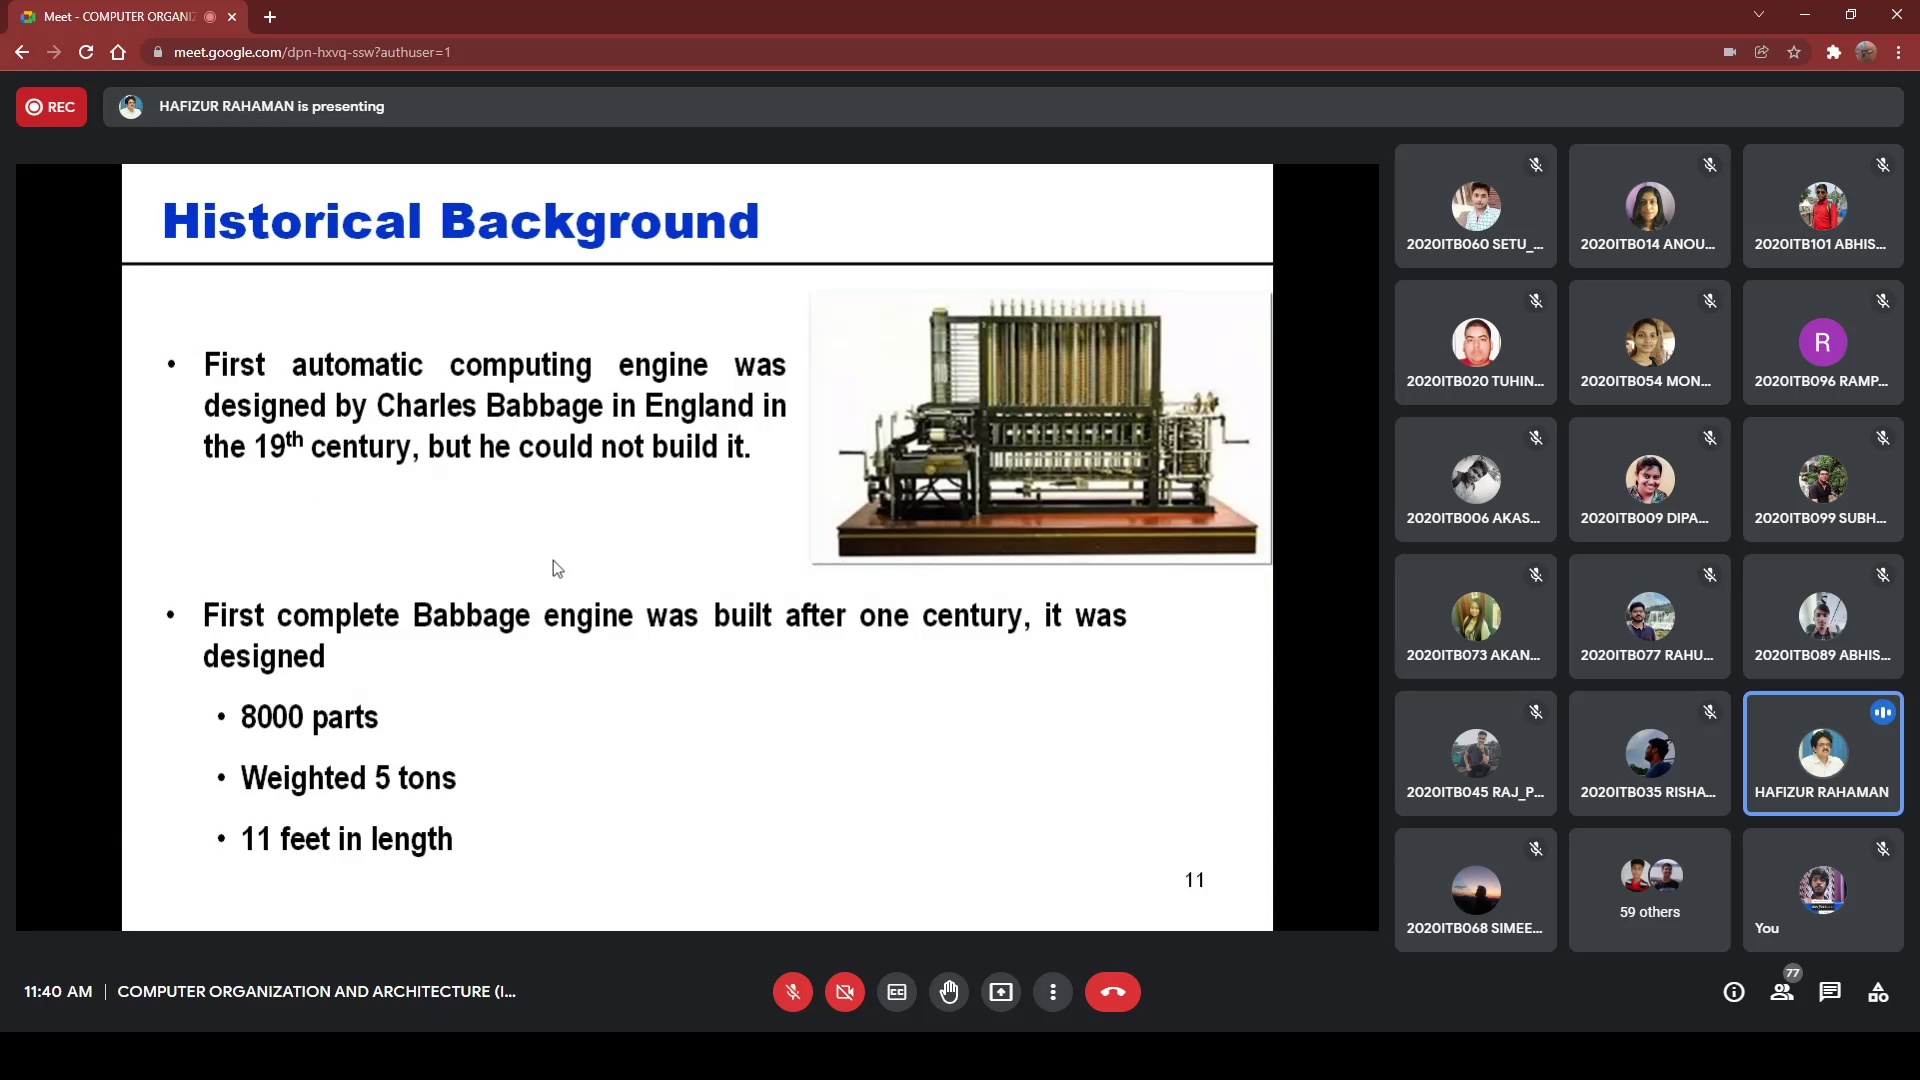 Meet - COMPUTER ORGANIZ
meet.google.com/dpn-hxvq-ssw?authuser=1
REC
HAFIZUR RAHAMAN is presenting
Historical Background
• First automatic computing engine was
designed by Charles Babbage in England in
the 19th century, but he could not build it.
• First complete Babbage engine was built after one century, it was
designed
• 8000 parts
• Weighted 5 tons
• 11 feet in length
11
2020ITB060 SETU_...
2020ITB014 ANOU...
2020ITB101 ABHIS...
2020ITB020 TUHIN...
2020ITB054 MON...
R
2020ITB096 RAMP...
2020ITB006 AKAS...
2020ITB009 DIPA...
2020ITB099 SUBH...
2020ITB073 AKAN...
2020ITB077 RAHU...
2020ITB089 ABHIS...
2020ITB045 RAJ_P...
2020ITB035 RISHA...
HAFIZUR RAHAMAN
2020ITB068 SIMEE...
59 others
You
11:40 AM | COMPUTER ORGANIZATION AND ARCHITECTURE (I...
77